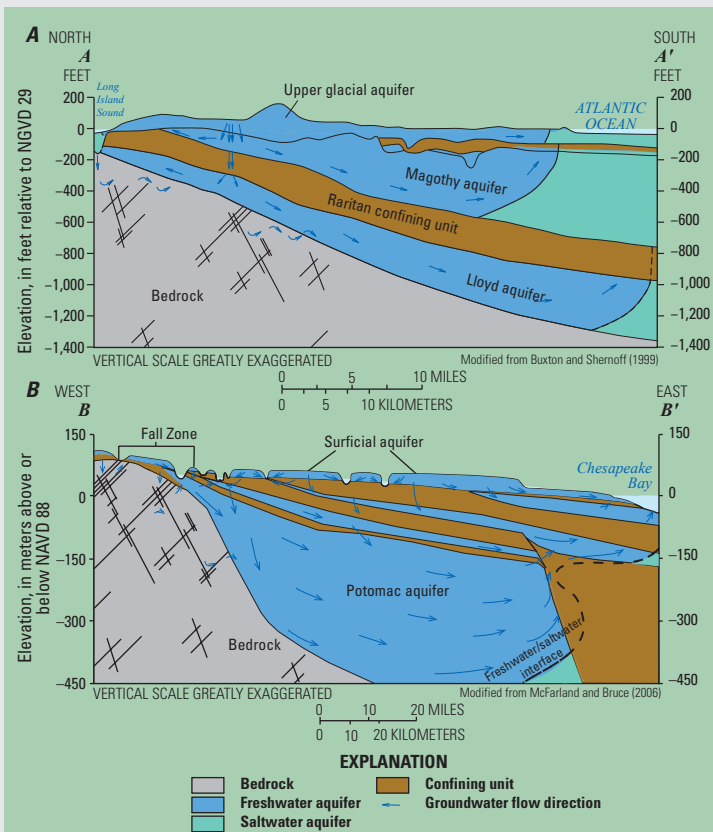 A NORTH
A
FEET
SOUTH
A'
FEET
Long
Island
Sound
Upper glacial aquifer
ATLANTIC
OCEAN
200
0
−200
−400
−600
−800
−1,000
−1,200
−1,400
200
0
−200
−400
−600
−800
−1,000
−1,200
−1,400
Elevation, in feet relative to NGVD 29
Magothy aquifer
Raritan confining unit
Lloyd aquifer
Bedrock
VERTICAL SCALE GREATLY EXAGGERATED
Modified from Buxton and Shernoff (1999)
0 5 10 MILES
0 5 10 KILOMETERS
B WEST
B
EAST
B'
Fall Zone
Surficial aquifer
Chesapeake
Bay
150
0
−150
−300
−450
150
0
−150
−300
−450
Elevation, in meters above or
below NAVD 88
Potomac aquifer
Bedrock
Freshwater/saltwater
interface
VERTICAL SCALE GREATLY EXAGGERATED
Modified from McFarland and Bruce (2006)
0 10 20 MILES
0 10 20 KILOMETERS
EXPLANATION
Bedrock
Freshwater aquifer
Saltwater aquifer
Confining unit
Groundwater flow direction